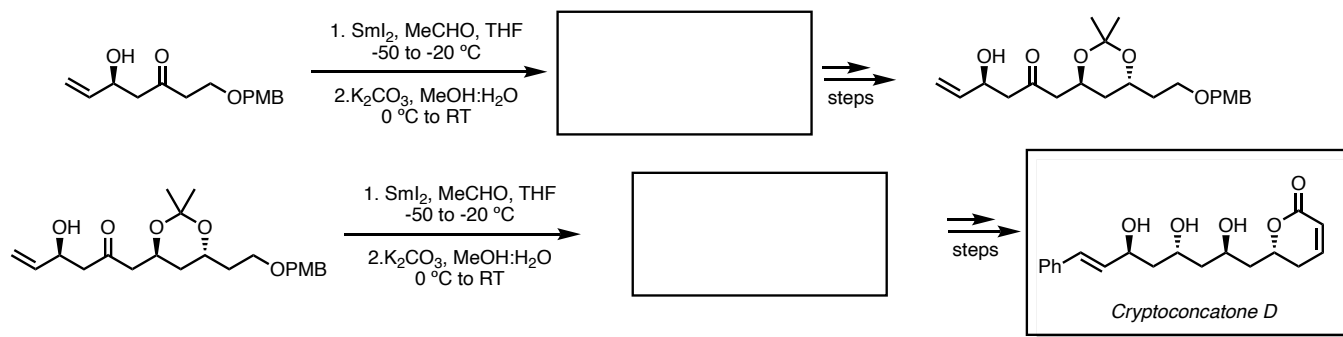 OH
O
OPMB
1. SmI2, MeCHO, THF
-50 to -20 ºC
2.K2CO3, MeOH:H2O
0 ºC to RT
steps
OH
O
O
O
OPMB
OH
O
O
O
OPMB
1. SmI2, MeCHO, THF
-50 to -20 ºC
2.K2CO3, MeOH:H2O
0 ºC to RT
steps
O
OH
OH
OH
O
Ph
Cryptoconcatone D